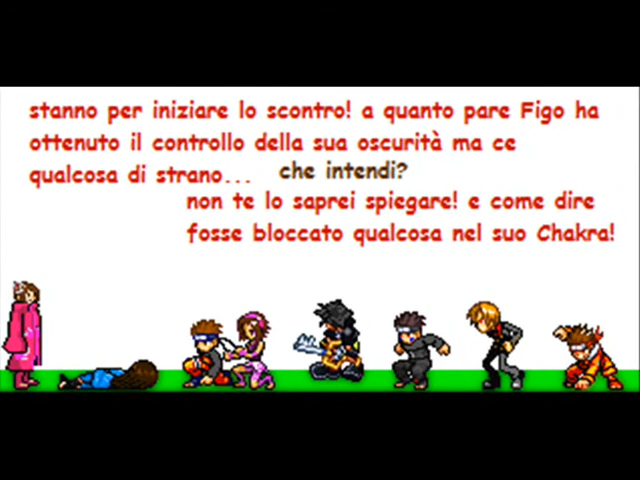 stanno per iniziare lo scontro! a quanto pare Figo ha
ottenuto il controllo della sua oscurità ma ce
qualcosa di strano...
che intendi?
non te lo saprei spiegare! e come dire
fosse bloccato qualcosa nel suo Chakra!